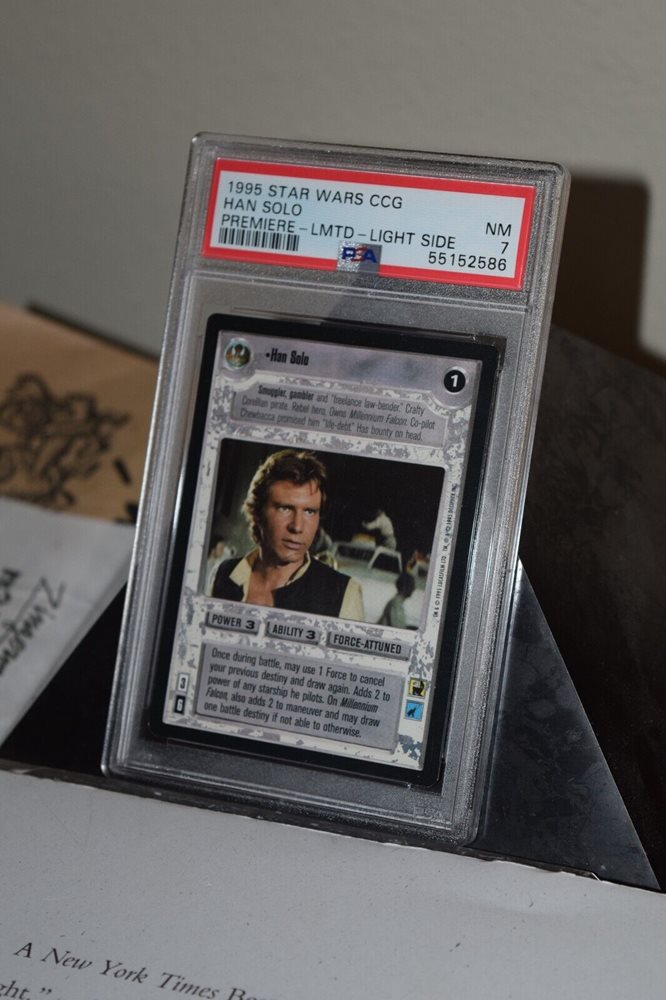 1995 STAR WARS CCG
HAN SOLO NM
PREMIERE - LMTD - LIGHT SIDE 7
PSA 55152586
•Han Solo
1
Smuggler, gambler and "freelance law-bender." Crafty
Corellian pirate. Rebel hero. Owns Millennium Falcon. Co-pilot
Chewbacca promised him "life-debt." Has bounty on head.
POWER 3 ABILITY 3 FORCE-ATTUNED
Once during battle, may use 1 Force to cancel
your previous destiny and draw again. Adds 2 to
power of any starship he pilots. On Millennium
Falcon, also adds 2 to maneuver and may draw
one battle destiny if not able to otherwise.
3
6
PSA
A New York Times